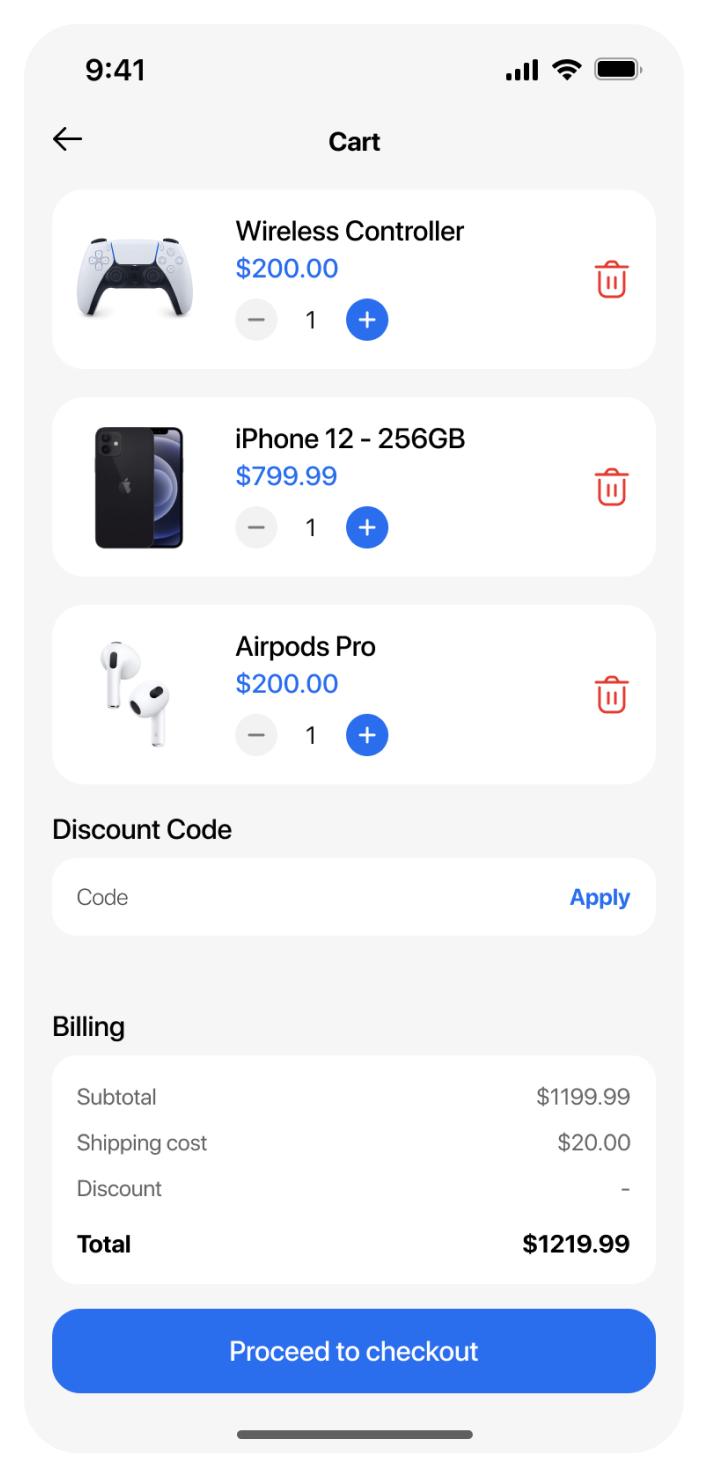 9:41
Cart
Wireless Controller
$200.00
1
iPhone 12 - 256GB
$799.99
1
Airpods Pro
$200.00
1
Discount Code
Code Apply
Billing
Subtotal $1199.99
Shipping cost $20.00
Discount -
Total $1219.99
Proceed to checkout